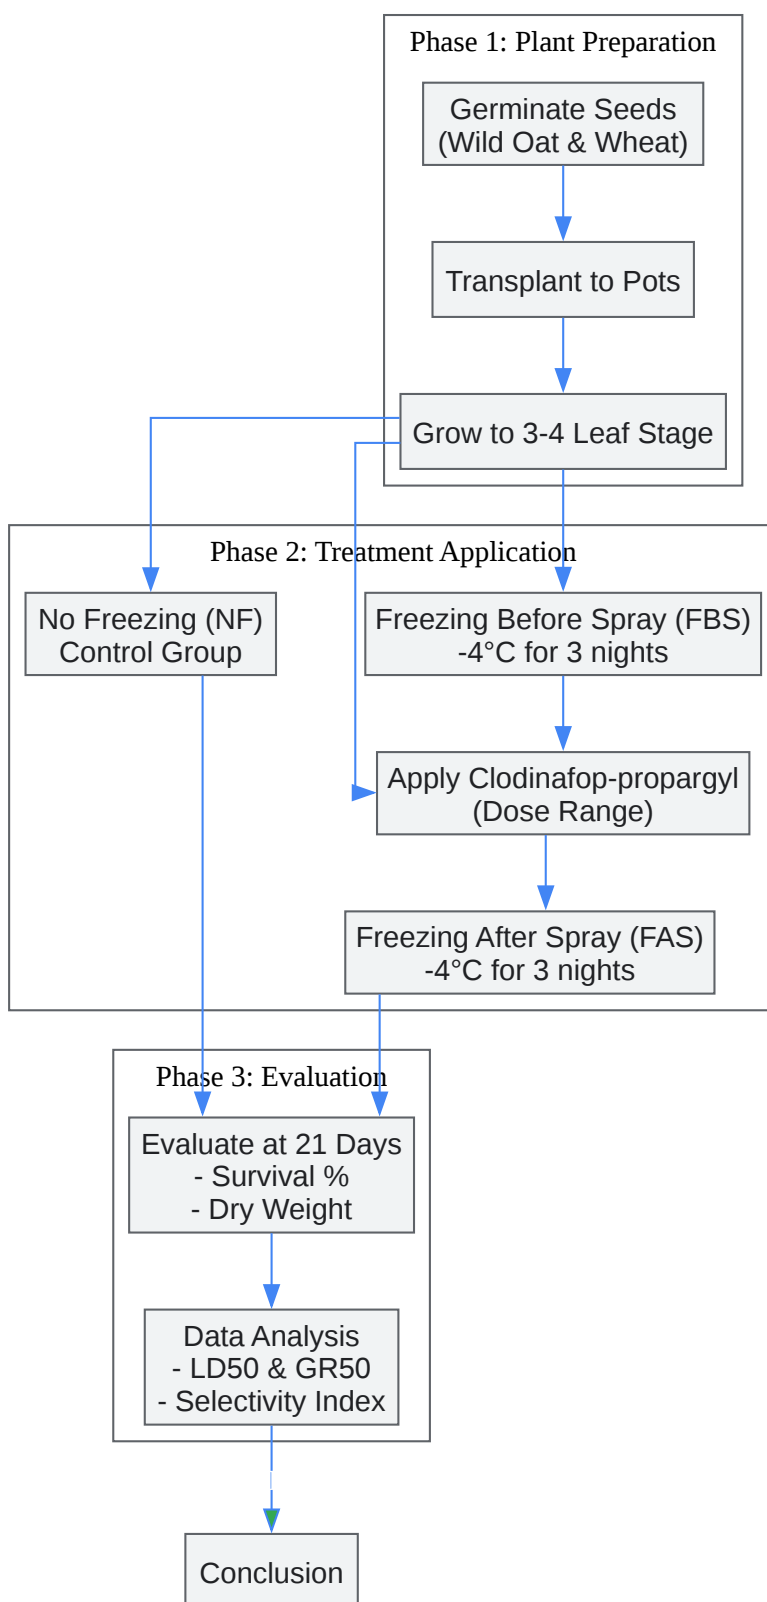 Phase 1: Plant Preparation
Germinate Seeds
(Wild Oat & Wheat)
Transplant to Pots
Grow to 3-4 Leaf Stage
Phase 2: Treatment Application
No Freezing (NF)
Control Group
Freezing Before Spray (FBS)
-4°C for 3 nights
Apply Clodinafop-propargyl
(Dose Range)
Freezing After Spray (FAS)
-4°C for 3 nights
Phase 3: Evaluation
Evaluate at 21 Days
- Survival %
- Dry Weight
Data Analysis
- LD50 & GR50
- Selectivity Index
Conclusion